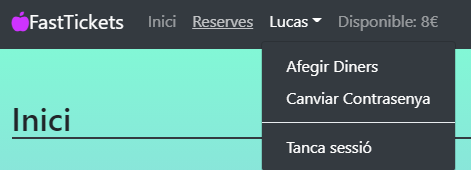 FastTickets Inici Reserves Lucas Disponible: 8€
Afegir Diners
Canviar Contrasenya
Inici
Tanca sessió